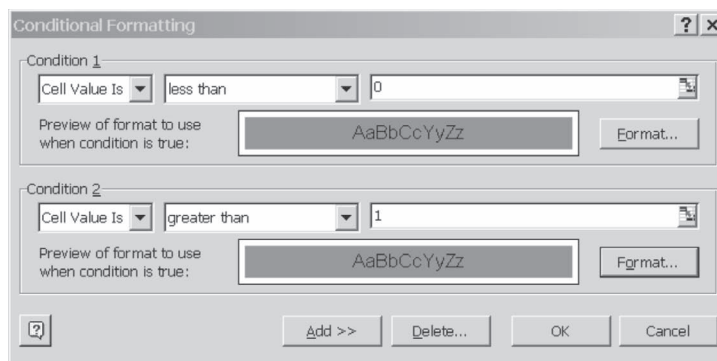 Conditional Formatting
? ×
Condition 1
Cell Value Is less than 0
Preview of format to use
when condition is true:
AaBbCcYyZz
Format...
Condition 2
Cell Value Is greater than 1
Preview of format to use
when condition is true:
AaBbCcYyZz
Format...
? Add >> Delete... OK Cancel